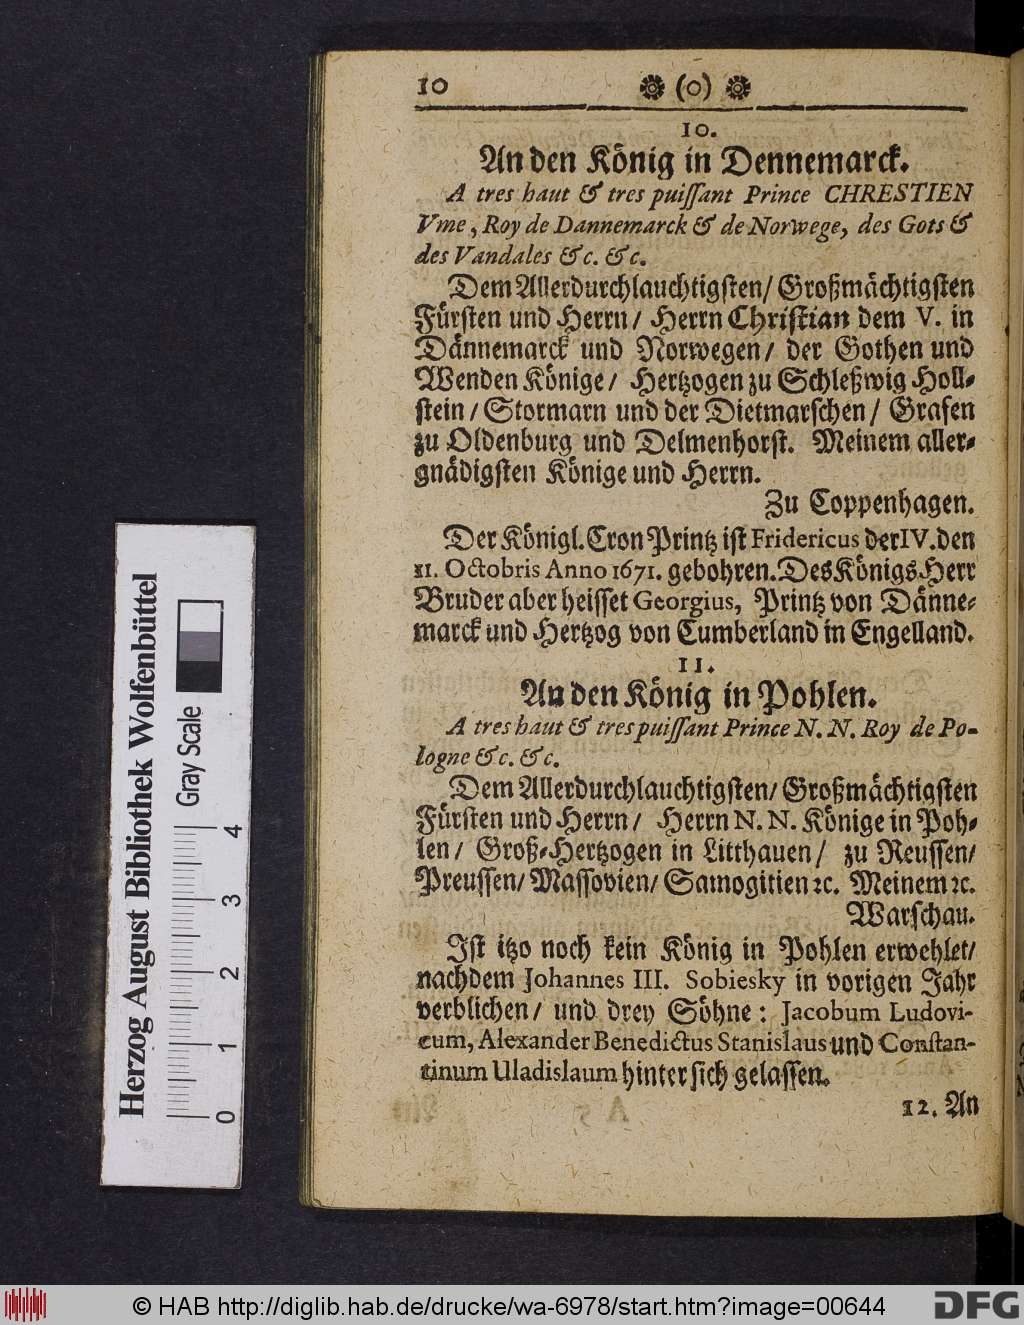 10 (o)
10.
An den König in Dennemarck.
A tres haut & tres puissant Prince CHRESTIEN
Vme, Roy de Dannemarck & de Norwege, des Gots &
des Vandales &c. &c.
Dem Allerdurchlauchtigsten/ Großmächtigsten
Fürsten und Herrn/ Herrn Christian dem V. in
Dännemarck und Norwegen/ der Gothen und
Wenden Könige/ Hertzogen zu Schleßwig Holl-
stein/ Stormarn und der Dietmarschen/ Grafen
zu Oldenburg und Delmenhorst. Meinem aller-
gnädigsten Könige und Herrn.
Zu Coppenhagen.
Der Königl. Cron Printz ist Fridericus der IV. den
11. Octobris Anno 1671. gebohren. Des Königs Herr
Bruder aber heisset Georgius, Printz von Dänne-
marck und Hertzog von Cumberland in Engelland.
11.
An den König in Pohlen.
A tres haut & tres puissant Prince N. N. Roy de Po-
logne &c. &c.
Dem Allerdurchlauchtigsten/ Großmächtigsten
Fürsten und Herrn/ Herrn N. N. Könige in Poh-
len/ Groß-Hertzogen in Litthauen/ zu Reussen/
Preussen/ Massovien/ Samogitien ꝛc. Meinem ꝛc.
Warschau.
Ist itzo noch kein König in Pohlen erwehlet/
nachdem Johannes III. Sobiesky in vorigen Jahr
verblichen/ und drey Söhne: Jacobum Ludovi-
cum, Alexander Benedictus Stanislaus und Constan-
tinum Uladislaum hinter sich gelassen.
12. An
Herzog August Bibliothek Wolfenbüttel
Gray Scale
0 1 2 3 4
© HAB http://diglib.hab.de/drucke/wa-6978/start.htm?image=00644
DFG